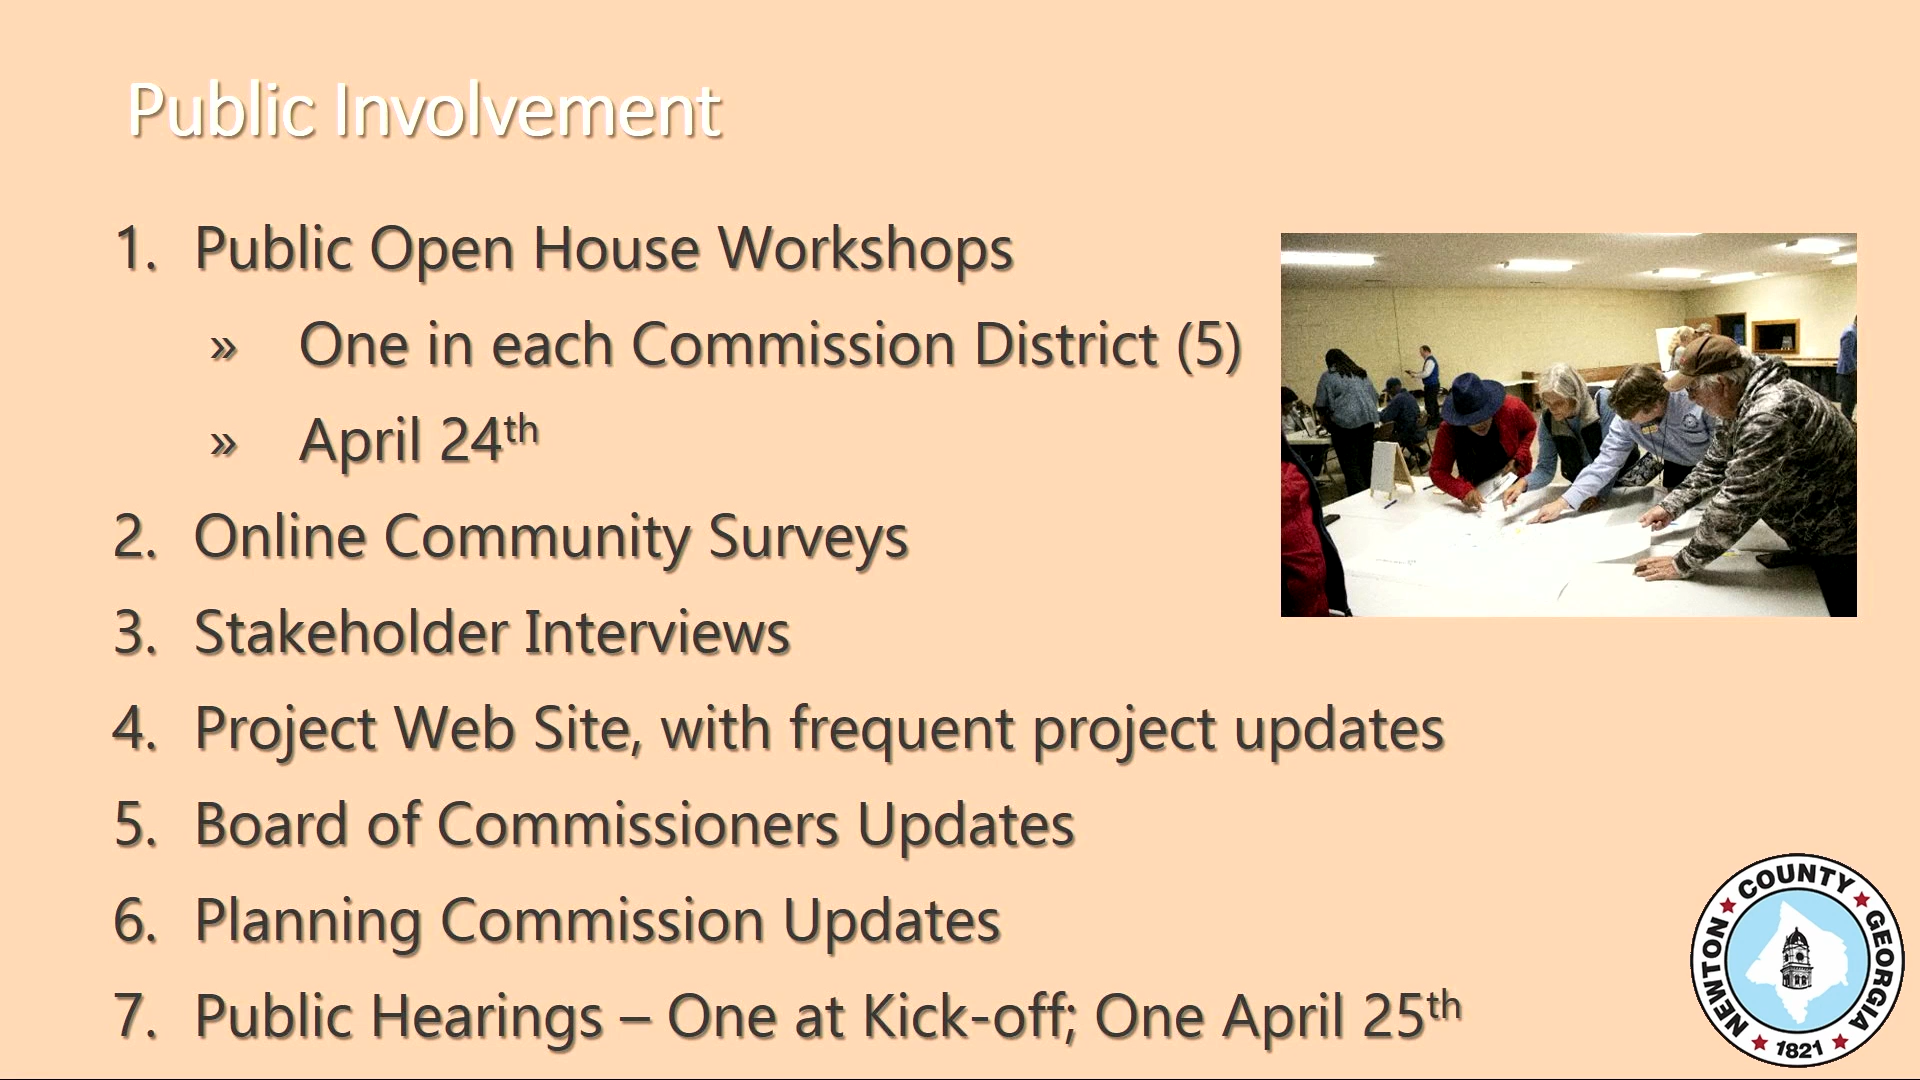 Public Involvement
1. Public Open House Workshops
» One in each Commission District (5)
» April 24th
2. Online Community Surveys
3. Stakeholder Interviews
4. Project Web Site, with frequent project updates
5. Board of Commissioners Updates
6. Planning Commission Updates
7. Public Hearings – One at Kick-off; One April 25th
NEWTON ★ COUNTY ★ GEORGIA
★ 1821 ★